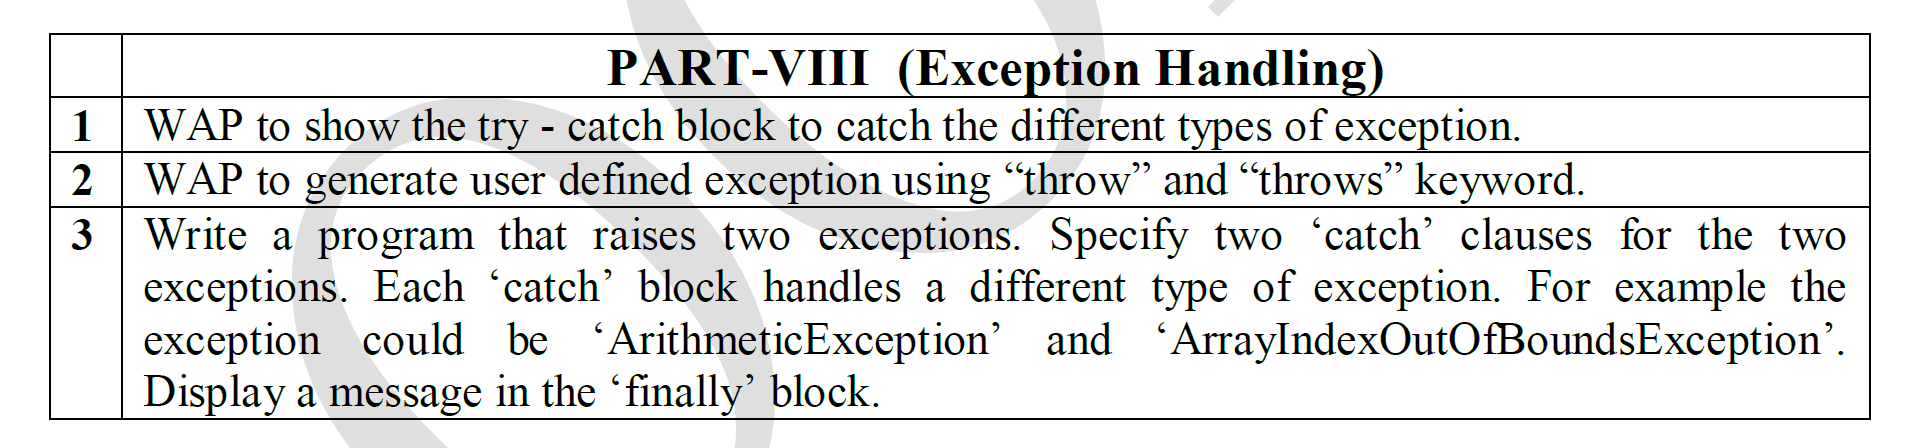 PART-VIII (Exception Handling)
1 WAP to show the try - catch block to catch the different types of exception.
2 WAP to generate user defined exception using “throw” and “throws” keyword.
3 Write a program that raises two exceptions. Specify two ‘catch’ clauses for the two
exceptions. Each ‘catch’ block handles a different type of exception. For example the
exception could be ‘ArithmeticException’ and ‘ArrayIndexOutOfBoundsException’.
Display a message in the ‘finally’ block.